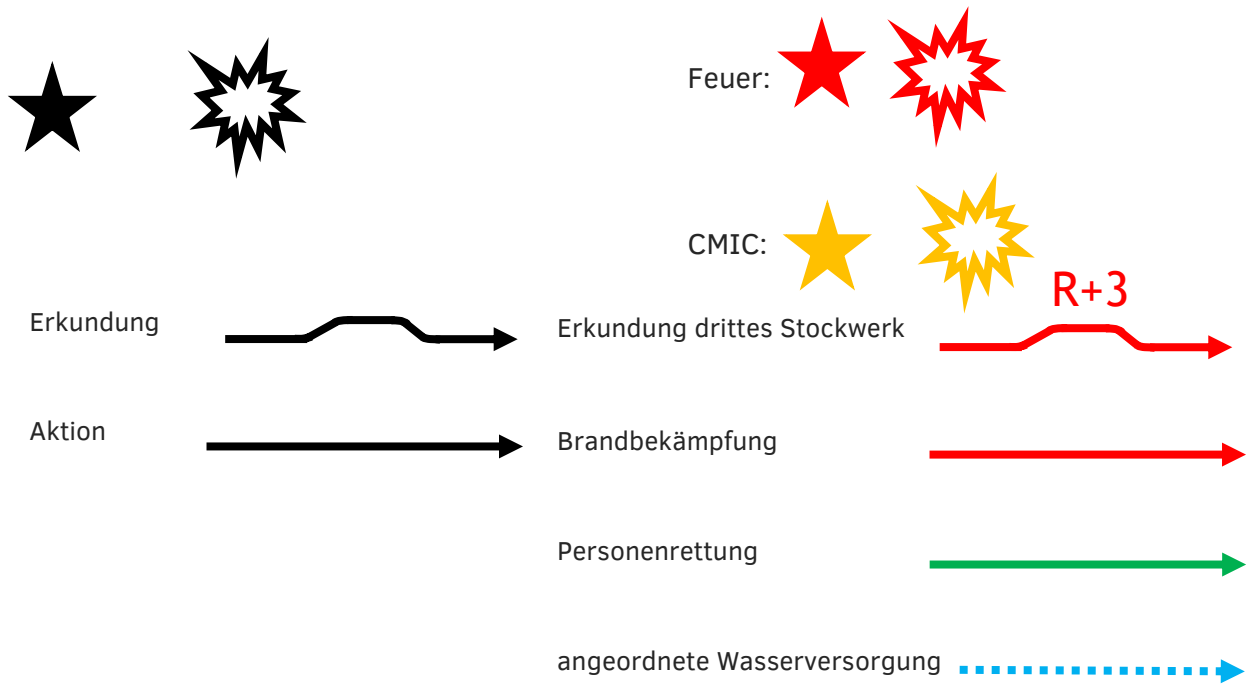 Feuer:
CMIC:
R+3
Erkundung
Erkundung drittes Stockwerk
Aktion
Brandbekämpfung
Personenrettung
angeordnete Wasserversorgung